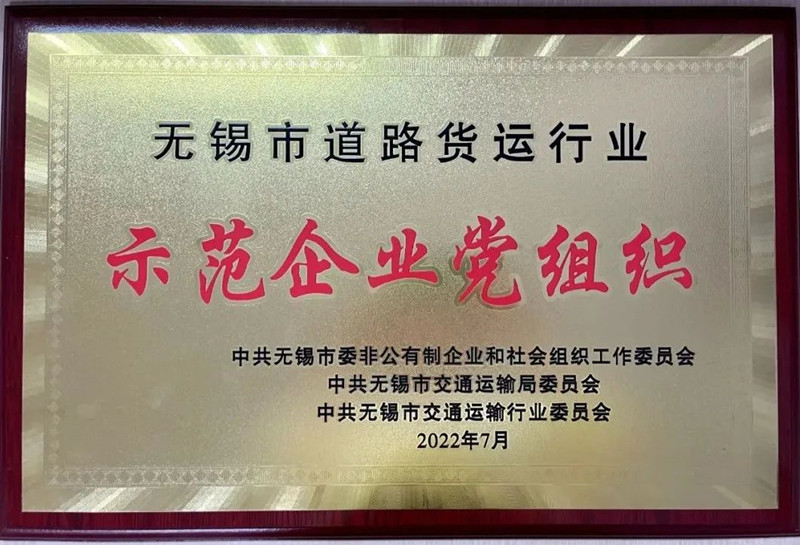 无锡市道路货运行业
示范企业党组织
中共无锡市委非公有制企业和社会组织工作委员会
中共无锡市交通运输局委员会
中共无锡市交通运输行业委员会
2022年7月